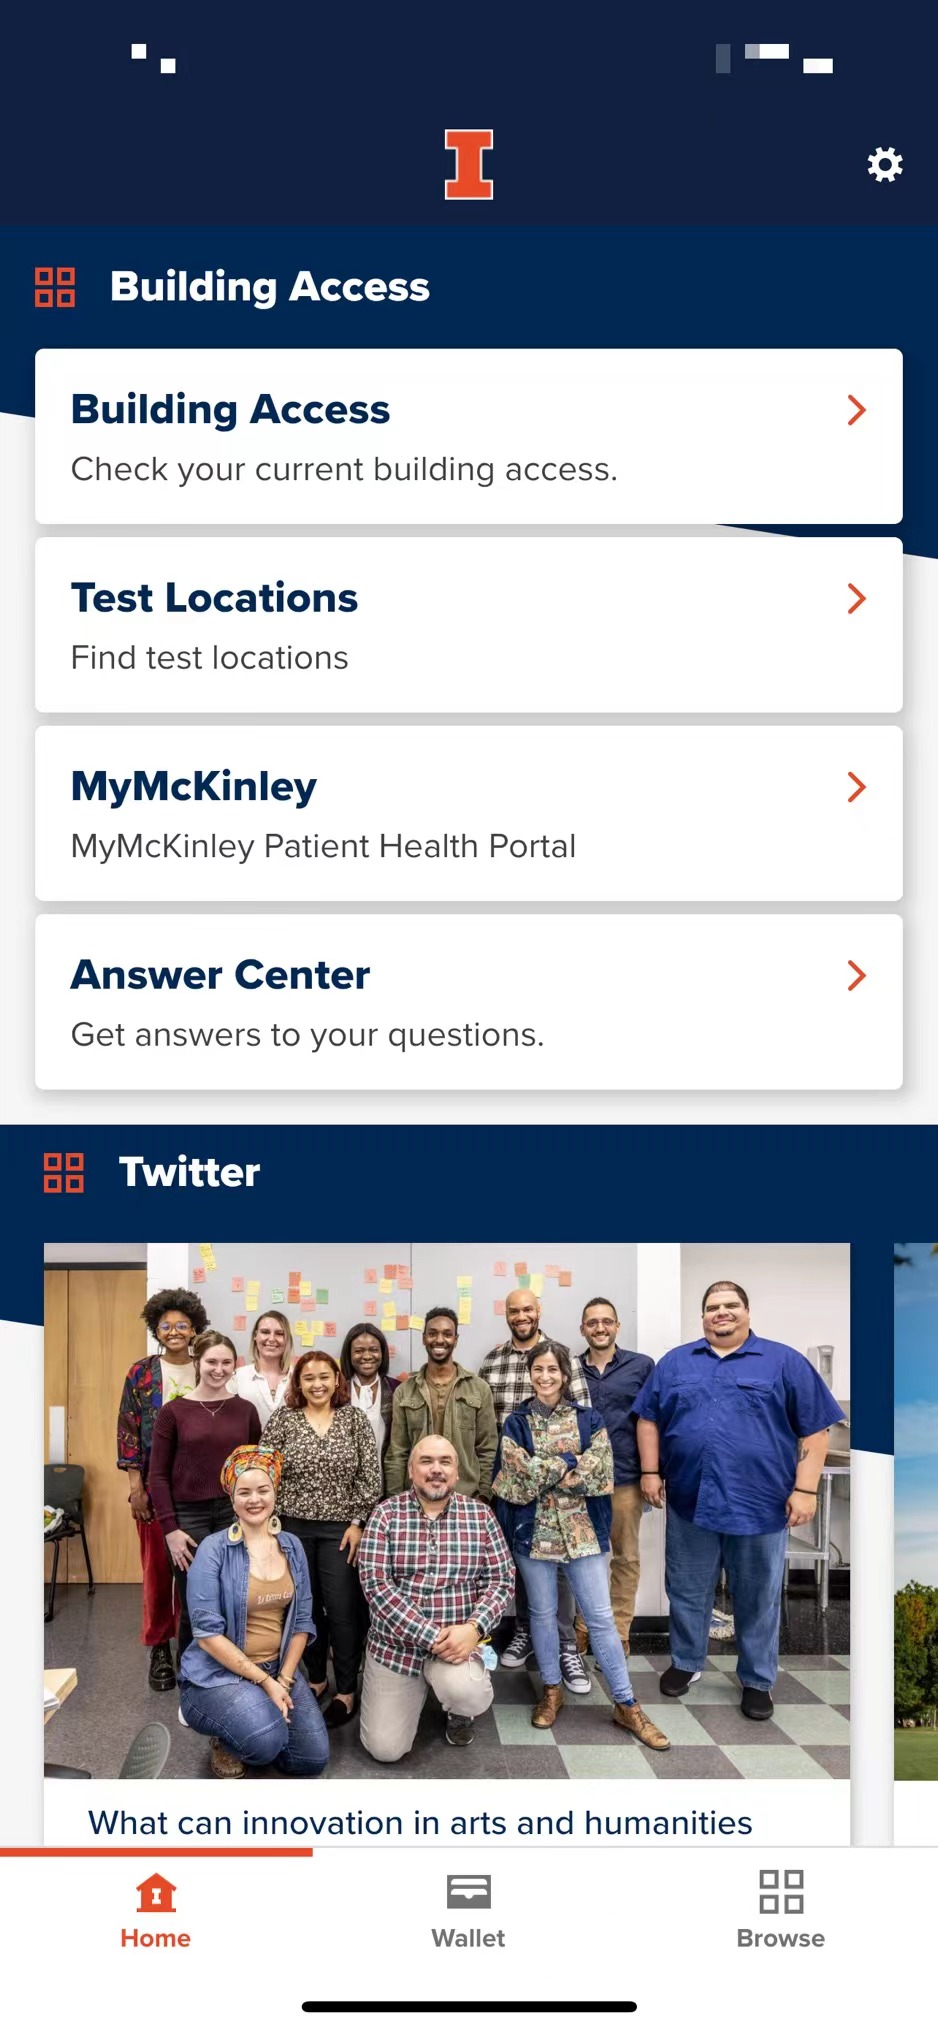 I
Building Access
Building Access
Check your current building access.
Test Locations
Find test locations
MyMcKinley
MyMcKinley Patient Health Portal
Answer Center
Get answers to your questions.
Twitter
What can innovation in arts and humanities
Home
Wallet
Browse